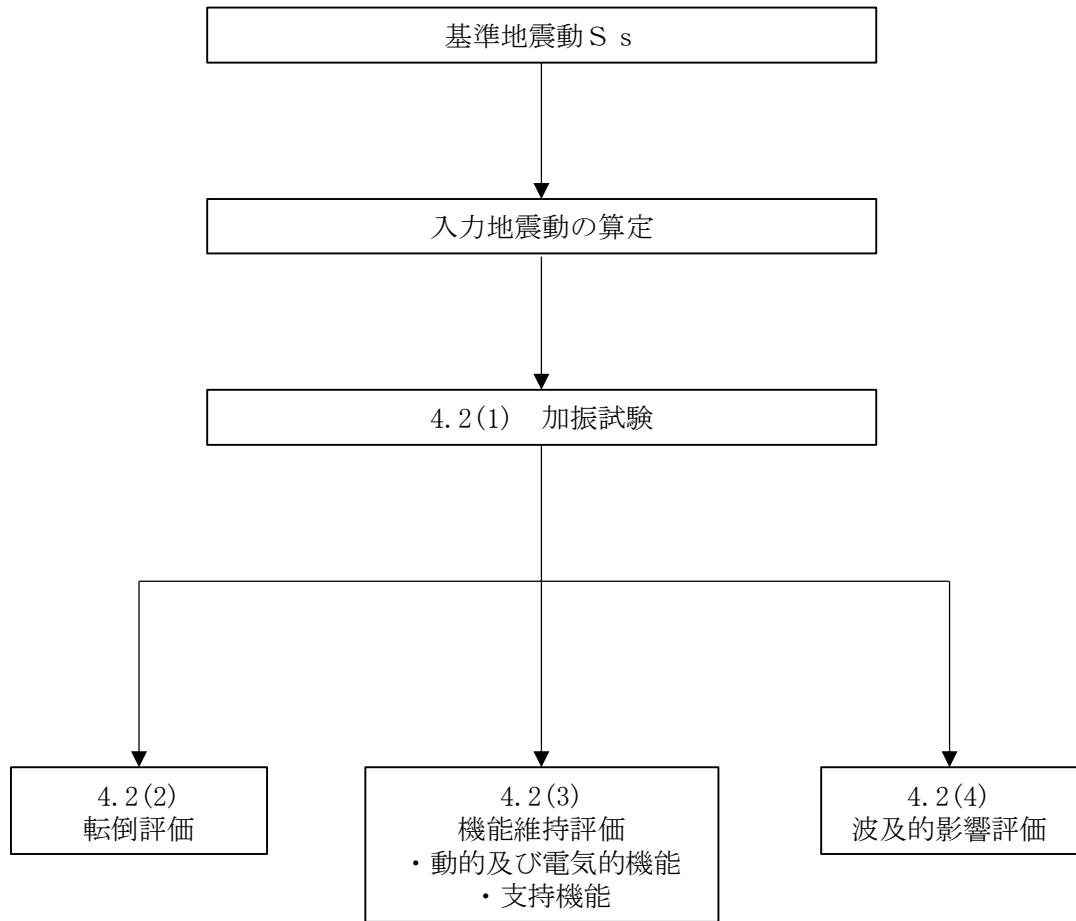 基準地震動Ｓｓ
入力地震動の算定
4.2(1)　加振試験
4.2(2)
転倒評価
4.2(3)
機能維持評価
・動的及び電気的機能
・支持機能
4.2(4)
波及的影響評価